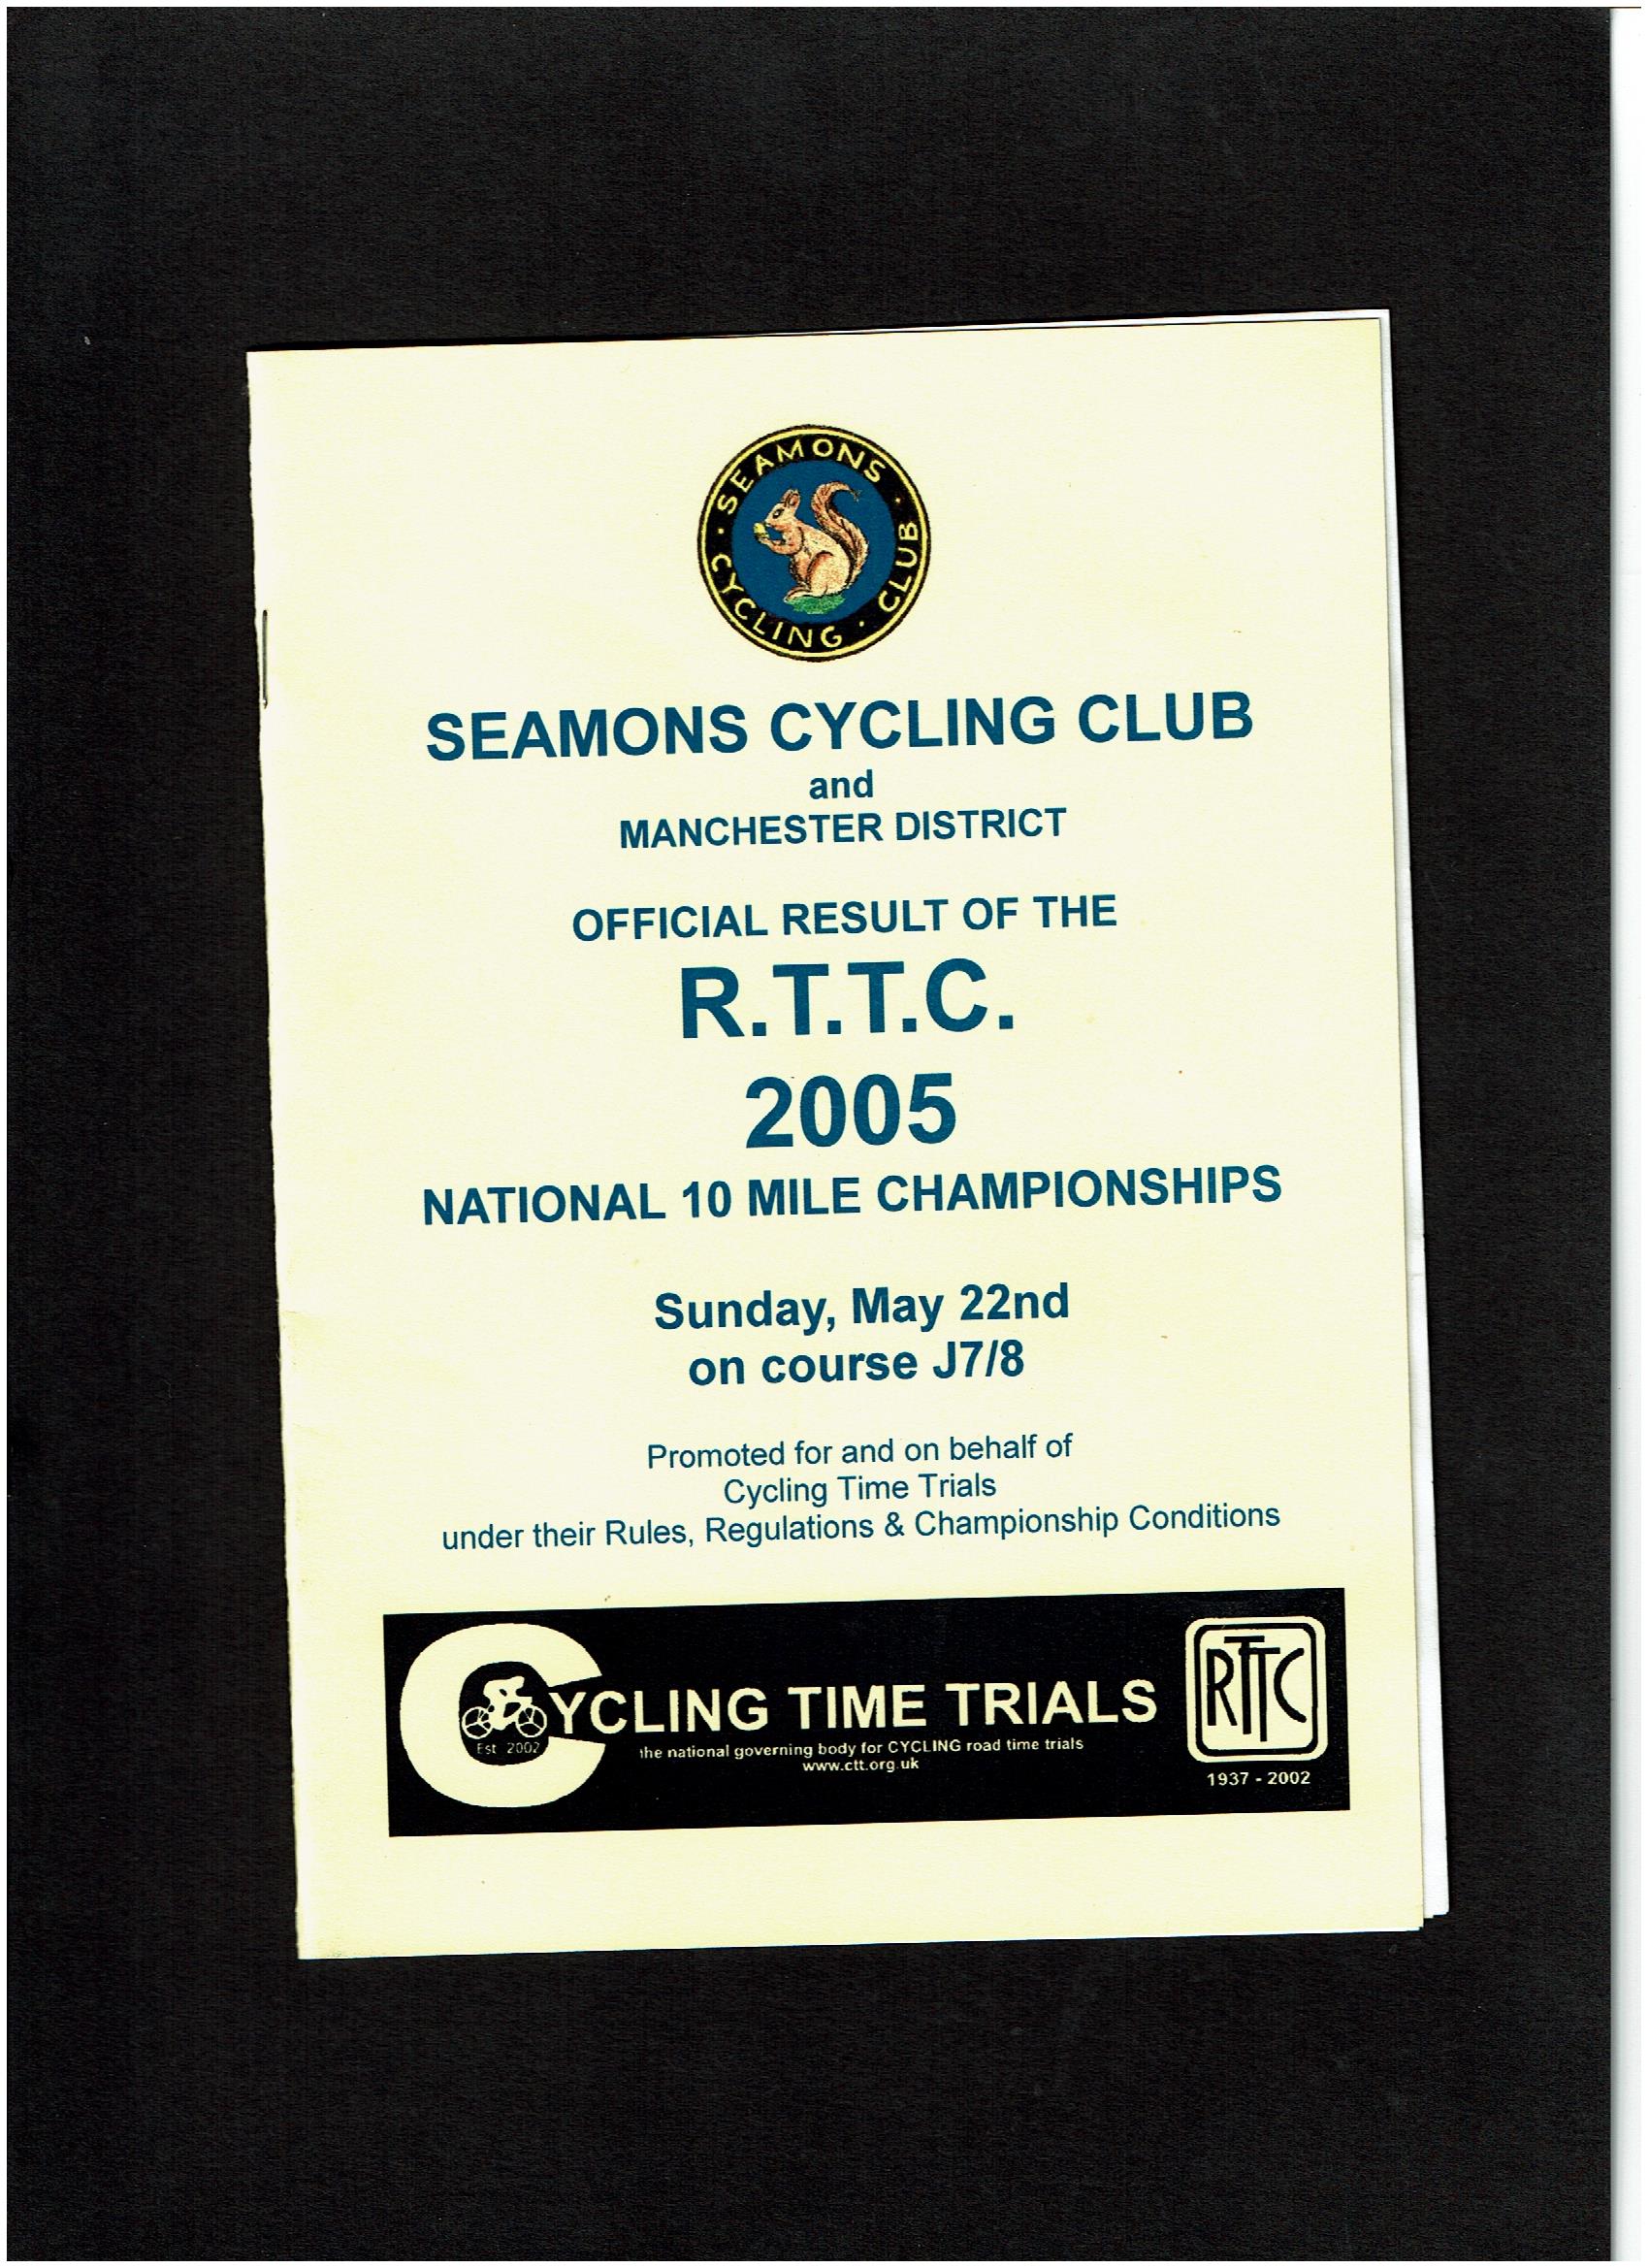 SEAMONS
CYCLING CLUB
SEAMONS CYCLING CLUB
and
MANCHESTER DISTRICT
OFFICIAL RESULT OF THE
R.T.T.C.
2005
NATIONAL 10 MILE CHAMPIONSHIPS
Sunday, May 22nd
on course J7/8
Promoted for and on behalf of
Cycling Time Trials
under their Rules, Regulations & Championship Conditions
CYCLING TIME TRIALS
Est 2002
the national governing body for CYCLING road time trials
www.ctt.org.uk
RTTC
1937 - 2002